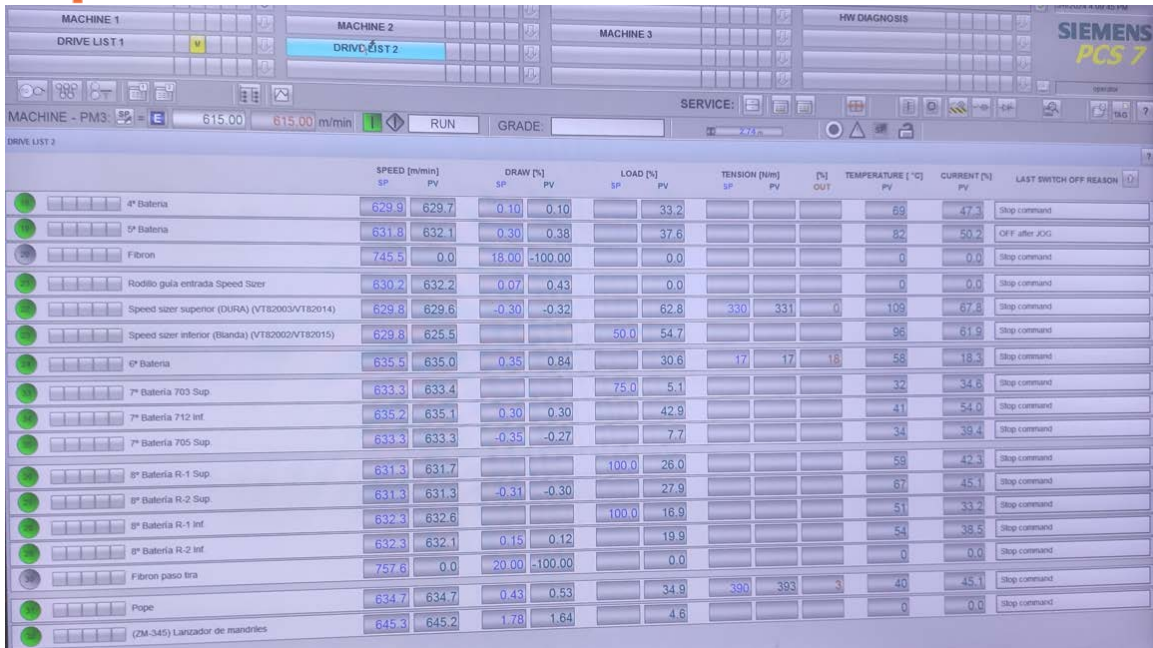 MACHINE 1
MACHINE 2
MACHINE 3
HW DIAGNOSIS
DRIVE LIST 1 M
DRIVE LIST 2
SIEMENS
PCS 7
operator
SERVICE:
MACHINE - PM3: SP = E 615.00 615.00 m/min I RUN GRADE:
2.74
TAG ?
DRIVE LIST 2
?
SPEED [m/min] DRAW [%] LOAD [%] TENSION [N/m] [%] TEMPERATURE [ °C] CURRENT [%] LAST SWITCH OFF REASON
SP PV SP PV SP PV SP PV OUT PV PV
4ª Bateria 629.9 629.7 0.10 0.10 33.2 69 47.3 Stop command
5ª Bateria 631.8 632.1 0.30 0.38 37.6 82 50.2 OFF after JOG
Fibron 745.5 0.0 18.00 -100.00 0.0 0 0.0 Stop command
Rodillo guía entrada Speed Sizer 630.2 632.2 0.07 0.43 0.0 0 0.0 Stop command
Speed sizer superior (DURA) (VT82003/VT82014) 629.8 629.6 -0.30 -0.32 62.8 330 331 0 109 67.8 Stop command
Speed sizer inferior (Blanda) (VT82002/VT82015) 629.8 625.5 50.0 54.7 96 61.9 Stop command
6ª Bateria 635.5 635.0 0.35 0.84 30.6 17 17 18 58 18.3 Stop command
7ª Batería 703 Sup. 633.3 633.4 75.0 5.1 32 34.6 Stop command
7ª Batería 712 Inf. 635.2 635.1 0.30 0.30 42.9 41 54.0 Stop command
7ª Batería 705 Sup. 633.3 633.3 -0.35 -0.27 7.7 34 39.4 Stop command
8ª Batería R-1 Sup. 631.3 631.7 100.0 26.0 59 42.3 Stop command
8ª Batería R-2 Sup. 631.3 631.3 -0.31 -0.30 27.9 67 45.1 Stop command
8ª Batería R-1 Inf. 632.3 632.6 100.0 16.9 51 33.2 Stop command
8ª Batería R-2 Inf. 632.3 632.1 0.15 0.12 19.9 54 38.5 Stop command
Fibron paso tira 757.6 0.0 20.00 -100.00 0.0 0 0.0 Stop command
Pope 634.7 634.7 0.43 0.53 34.9 390 393 3 40 45.1 Stop command
(ZM-345) Lanzador de mandriles 645.3 645.2 1.78 1.64 4.6 0 0.0 Stop command